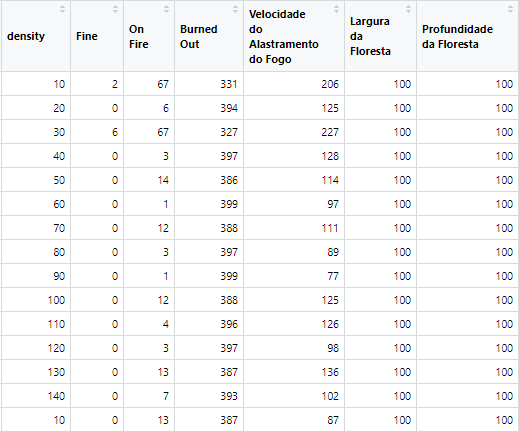 density Fine On Fire Burned Out Velocidade do Alastramento do Fogo Largura da Floresta Profundidade da Floresta
10 2 67 331 206 100 100
20 0 6 394 125 100 100
30 6 67 327 227 100 100
40 0 3 397 128 100 100
50 0 14 386 114 100 100
60 0 1 399 97 100 100
70 0 12 388 111 100 100
80 0 3 397 89 100 100
90 0 1 399 77 100 100
100 0 12 388 125 100 100
110 0 4 396 126 100 100
120 0 3 397 98 100 100
130 0 13 387 136 100 100
140 0 7 393 102 100 100
10 0 13 387 87 100 100